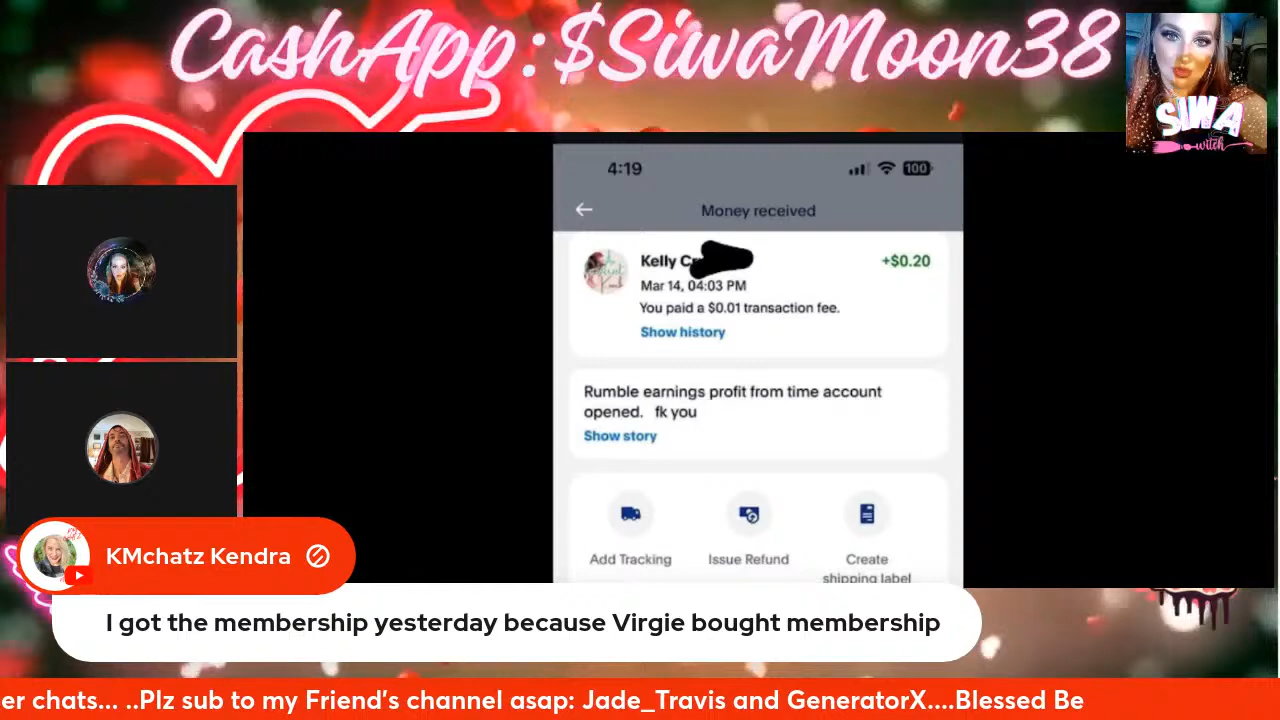 CashApp:$SiwaMoon38
SIWA
witch
4:19
100
Money received
Kelly C
+$0.20
Mar 14, 04:03 PM
You paid a $0.01 transaction fee.
Show history
Rumble earnings profit from time account
opened. fk you
Show story
Add Tracking
Issue Refund
Create
shipping label
KMchatz Kendra
I got the membership yesterday because Virgie bought membership
er chats... ..Plz sub to my Friend's channel asap: Jade_Travis and GeneratorX....Blessed Be